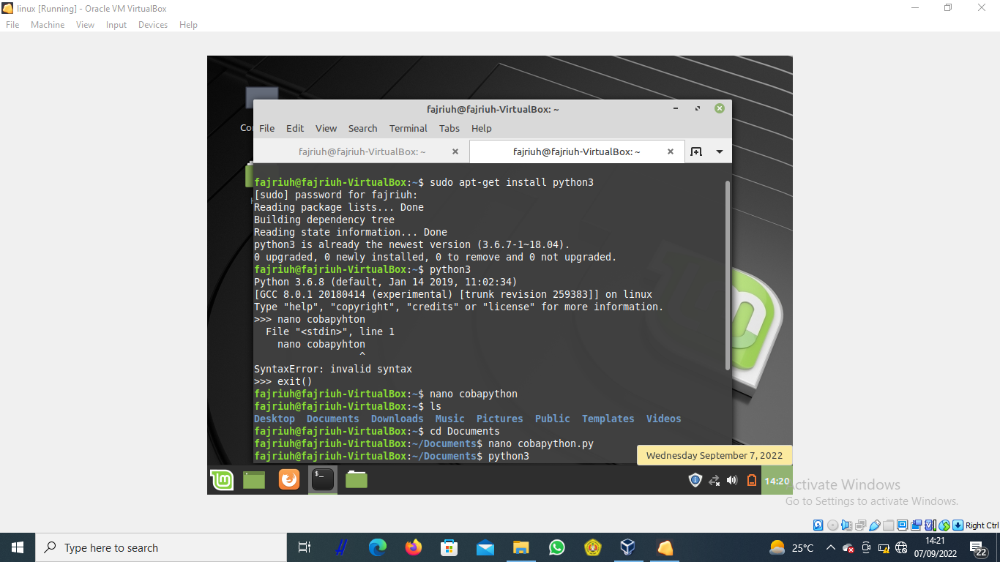 linux [Running] - Oracle VM VirtualBox
File Machine View Input Devices Help
fajriuh@fajriuh-VirtualBox: ~
File Edit View Search Terminal Tabs Help
fajriuh@fajriuh-VirtualBox: ~
fajriuh@fajriuh-VirtualBox: ~
fajriuh@fajriuh-VirtualBox:~$ sudo apt-get install python3
[sudo] password for fajriuh:
Reading package lists... Done
Building dependency tree
Reading state information... Done
python3 is already the newest version (3.6.7-1~18.04).
0 upgraded, 0 newly installed, 0 to remove and 0 not upgraded.
fajriuh@fajriuh-VirtualBox:~$ python3
Python 3.6.8 (default, Jan 14 2019, 11:02:34)
[GCC 8.0.1 20180414 (experimental) [trunk revision 259383]] on linux
Type "help", "copyright", "credits" or "license" for more information.
>>> nano cobapyhton
File "<stdin>", line 1
nano cobapyhton
^
SyntaxError: invalid syntax
>>> exit()
fajriuh@fajriuh-VirtualBox:~$ nano cobapython
fajriuh@fajriuh-VirtualBox:~$ ls
Desktop Documents Downloads Music Pictures Public Templates Videos
fajriuh@fajriuh-VirtualBox:~$ cd Documents
fajriuh@fajriuh-VirtualBox:~/Documents$ nano cobapython.py
fajriuh@fajriuh-VirtualBox:~/Documents$ python3
Wednesday September 7, 2022
14:20
Activate Windows
Go to Settings to activate Windows.
Right Ctrl
Type here to search
25°C
14:21
07/09/2022
22